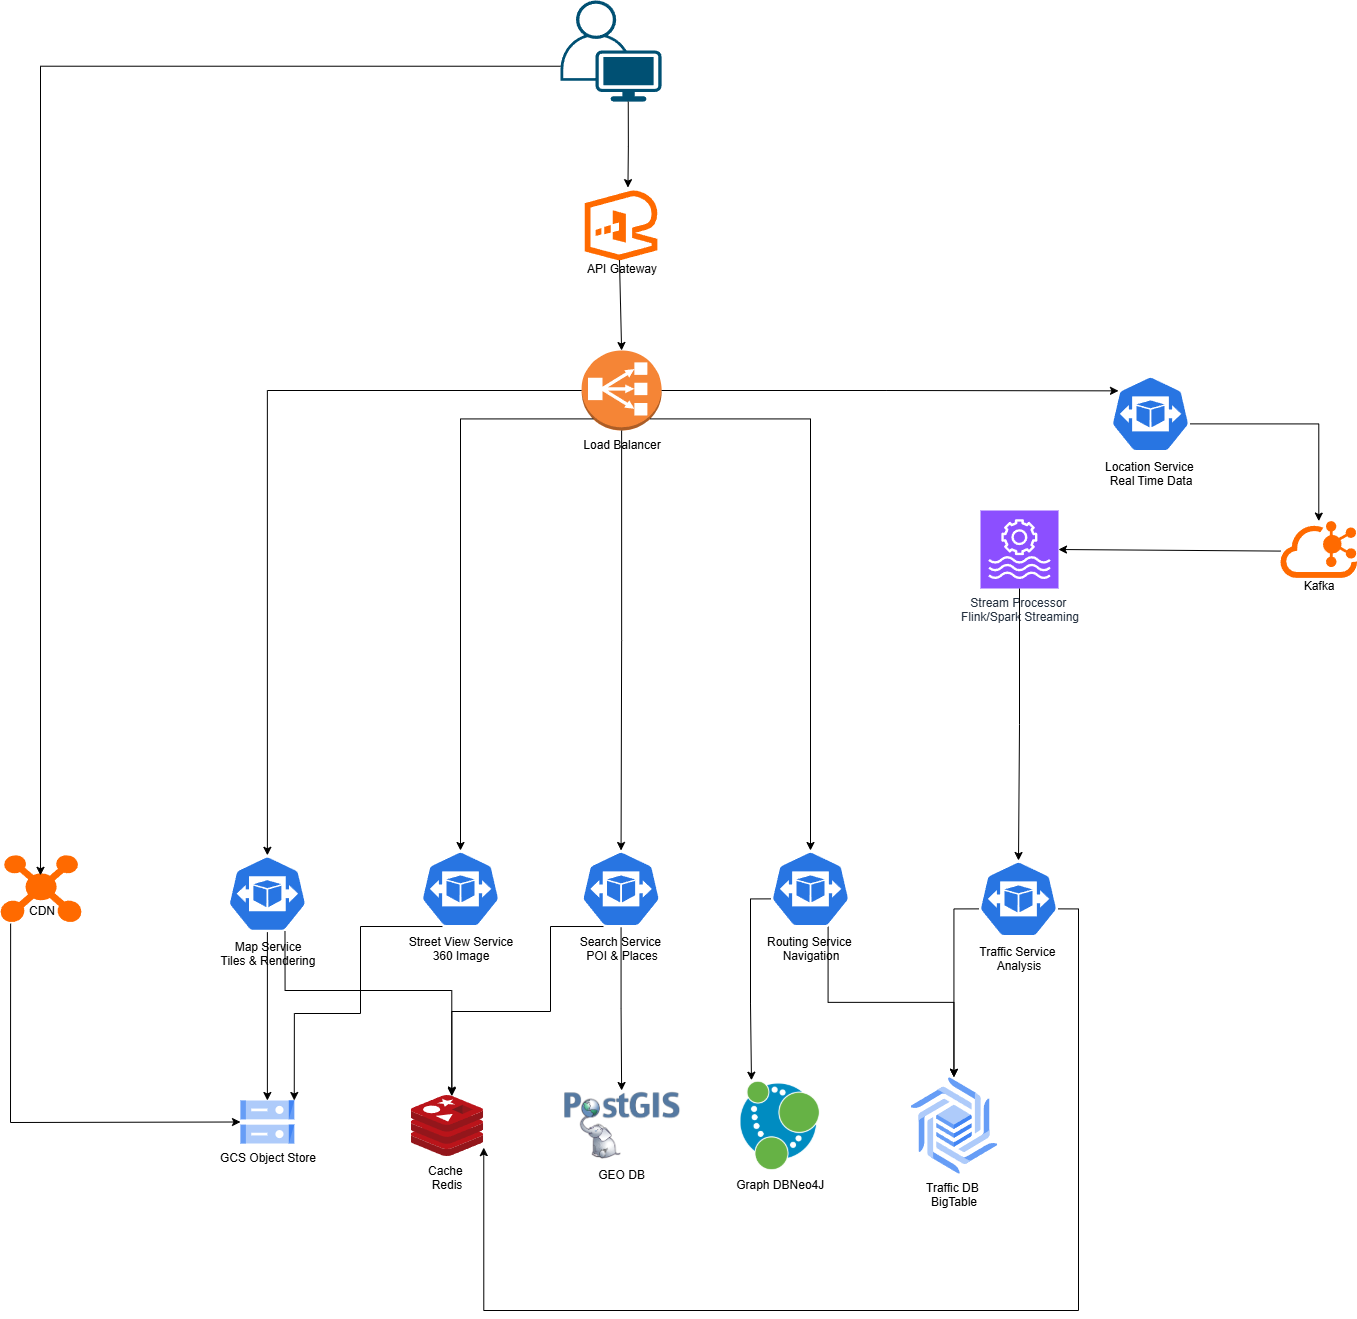 API Gateway
Load Balancer
Location Service
Real Time Data
Kafka
Stream Processor
Flink/Spark Streaming
CDN
Map Service
Tiles & Rendering
Street View Service
360 Image
Search Service
POI & Places
Routing Service
Navigation
Traffic Service
Analysis
GCS Object Store
Cache
Redis
PostGIS
GEO DB
Graph DBNeo4J
Traffic DB
BigTable